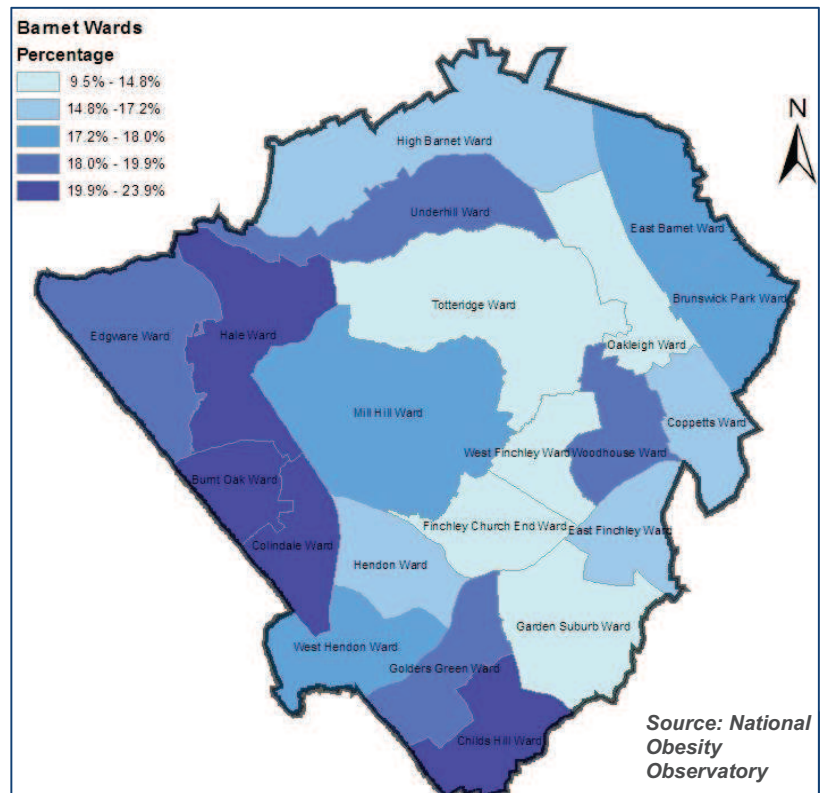 Barnet Wards
Percentage
9.5% - 14.8%
14.8% -17.2%
17.2% - 18.0%
18.0% - 19.9%
19.9% - 23.9%
N
High Barnet Ward
Underhill Ward
East Barnet Ward
Totteridge Ward
Brunswick Park Ward
Edgware Ward
Hale Ward
Oakleigh Ward
Mill Hill Ward
Coppetts Ward
West Finchley Ward
Woodhouse Ward
Burnt Oak Ward
Finchley Church End Ward
East Finchley Ward
Colindale Ward
Hendon Ward
Garden Suburb Ward
West Hendon Ward
Golders Green Ward
Childs Hill Ward
Source: National
Obesity
Observatory